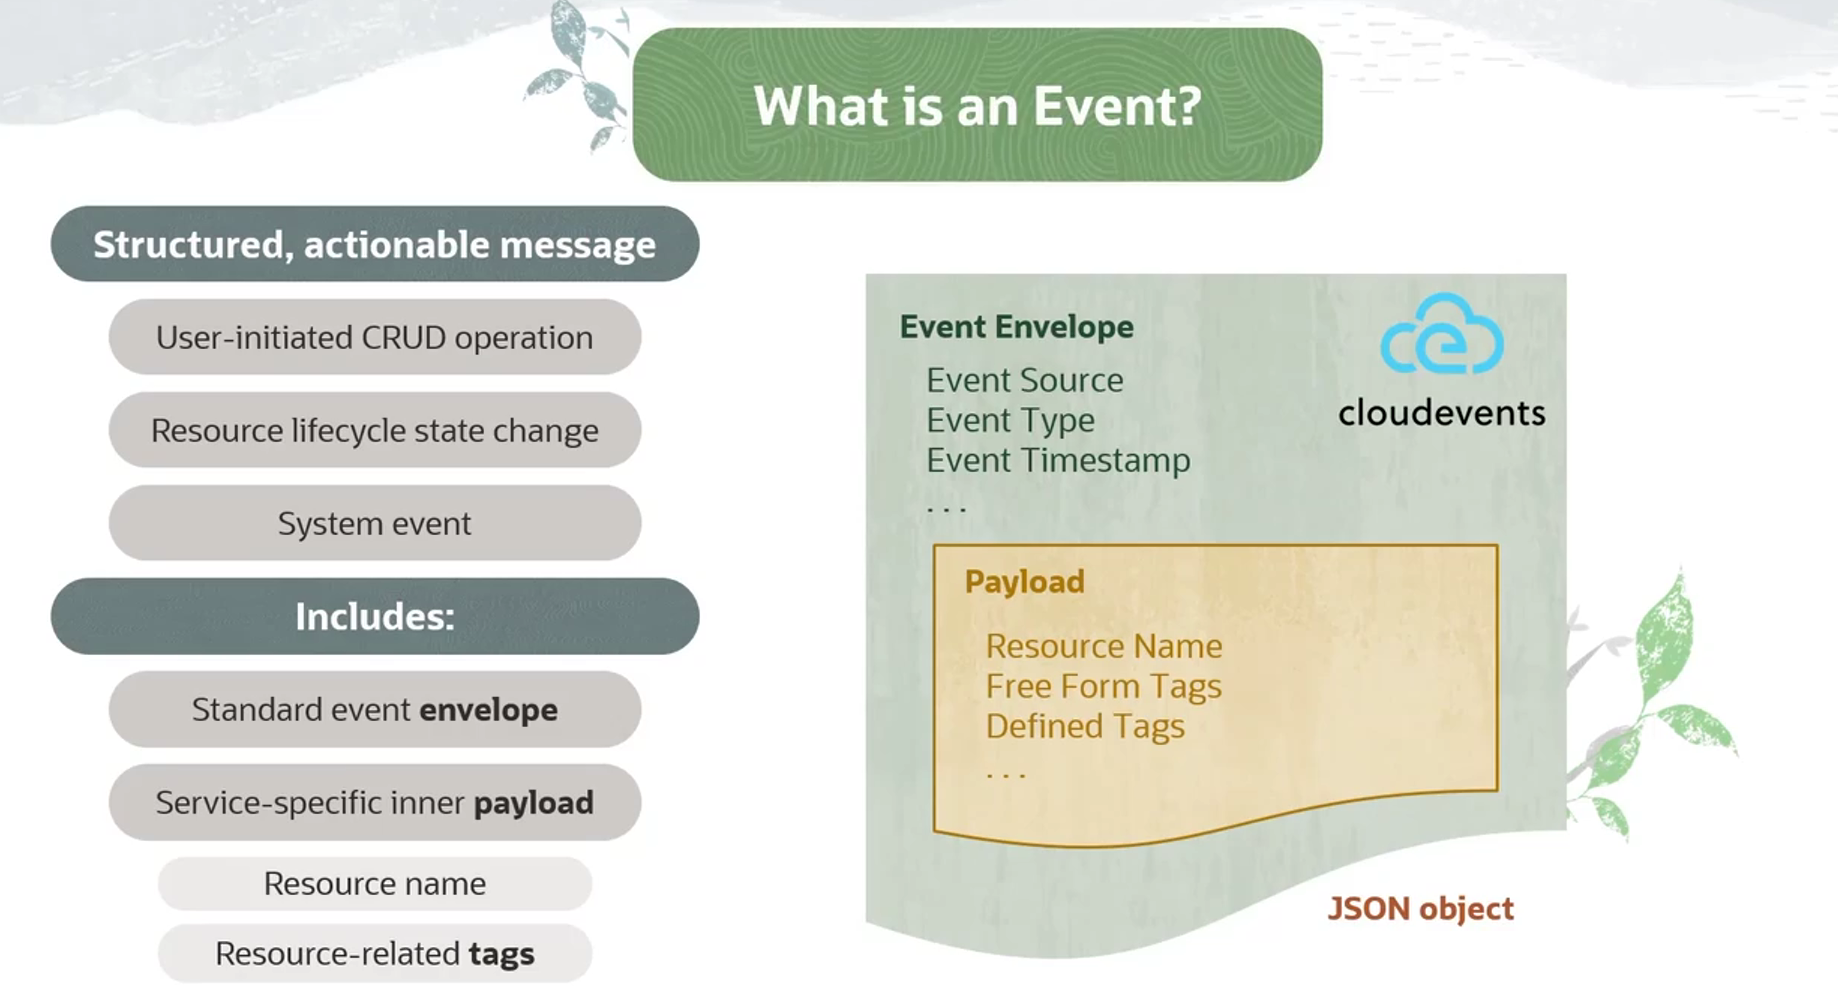 What is an Event?
Structured, actionable message
User-initiated CRUD operation
Resource lifecycle state change
System event
Includes:
Standard event envelope
Service-specific inner payload
Resource name
Resource-related tags
Event Envelope
Event Source
Event Type
Event Timestamp
...
cloudevents
Payload
Resource Name
Free Form Tags
Defined Tags
...
JSON object